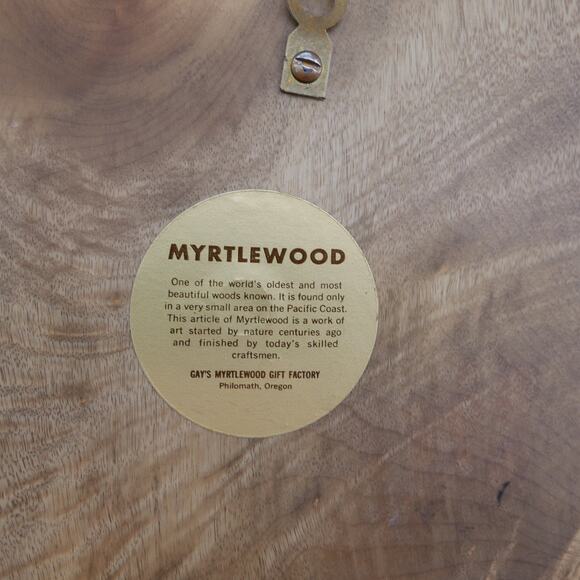 MYRTLEWOOD
One of the world's oldest and most
beautiful woods known. It is found only
in a very small area on the Pacific Coast.
This article of Myrtlewood is a work of
art started by nature centuries ago
and finished by today's skilled
craftsmen.
GAY'S MYRTLEWOOD GIFT FACTORY
Philomath, Oregon